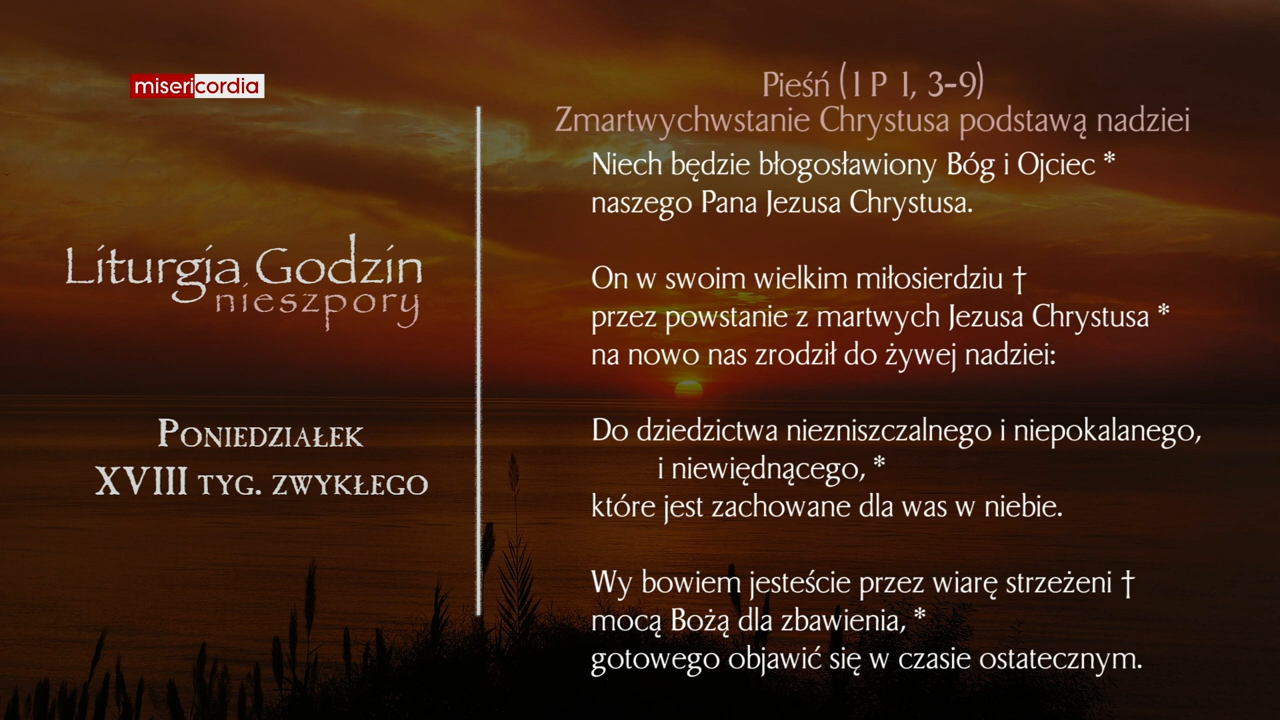 misericordia
Liturgia Godzin
nieszpory
Poniedziałek
XVIII tyg. zwykłego
Pieśń (1 P 1, 3-9)
Zmartwychwstanie Chrystusa podstawą nadziei
Niech będzie błogosławiony Bóg i Ojciec *
naszego Pana Jezusa Chrystusa.
On w swoim wielkim miłosierdziu †
przez powstanie z martwych Jezusa Chrystusa *
na nowo nas zrodził do żywej nadziei:
Do dziedzictwa niezniszczalnego i niepokalanego,
i niewiędnącego, *
które jest zachowane dla was w niebie.
Wy bowiem jesteście przez wiarę strzeżeni †
mocą Bożą dla zbawienia, *
gotowego objawić się w czasie ostatecznym.